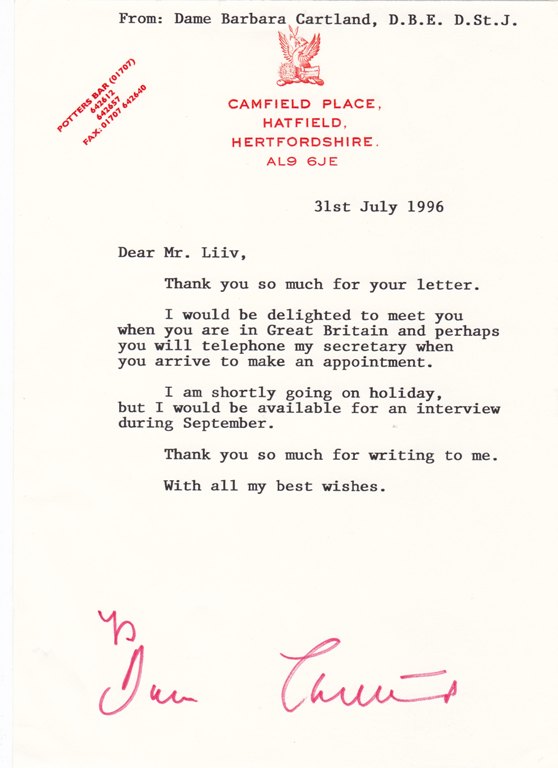 From: Dame Barbara Cartland, D.B.E. D.St.J.
POTTERS BAR (01707)
642612
642657
FAX: 01707 642640
CAMFIELD PLACE,
HATFIELD,
HERTFORDSHIRE.
AL9 6JE
31st July 1996
Dear Mr. Liiv,
Thank you so much for your letter.
I would be delighted to meet you
when you are in Great Britain and perhaps
you will telephone my secretary when
you arrive to make an appointment.
I am shortly going on holiday,
but I would be available for an interview
during September.
Thank you so much for writing to me.
With all my best wishes.